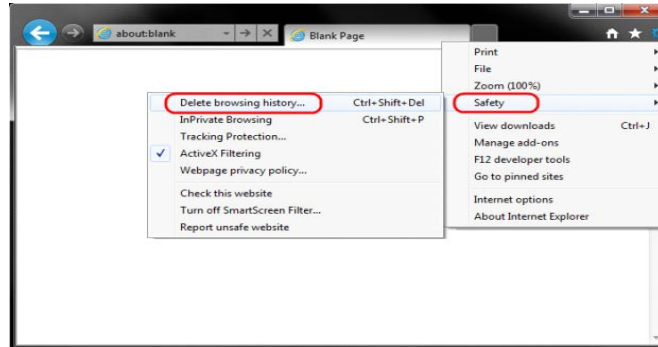 about:blank
Blank Page
Print
File
Zoom (100%)
Safety
Delete browsing history... Ctrl+Shift+Del
InPrivate Browsing Ctrl+Shift+P
Tracking Protection...
ActiveX Filtering
Webpage privacy policy...
Check this website
Turn off SmartScreen Filter...
Report unsafe website
View downloads Ctrl+J
Manage add-ons
F12 developer tools
Go to pinned sites
Internet options
About Internet Explorer